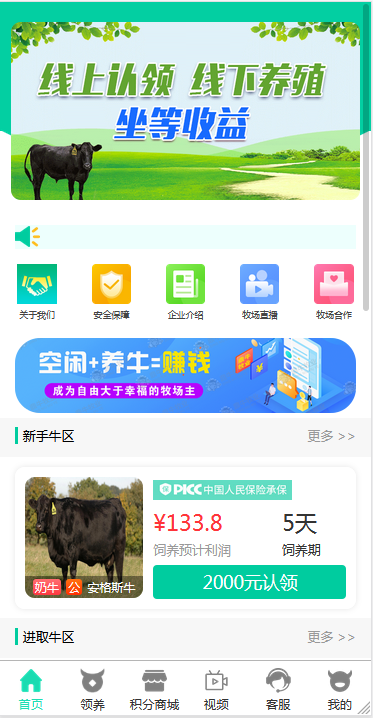 线上认领 线下养殖
坐等收益
关于我们 安全保障 企业介绍 牧场直播 牧场合作
空闲+养牛=赚钱
成为自由大于幸福的牧场主
新手牛区 更多 >>
PICC 中国人民保险承保
¥133.8 5天
饲养预计利润 饲养期
奶牛 公 安格斯牛
2000元认领
进取牛区 更多 >>
首页 领养 积分商城 视频 客服 我的